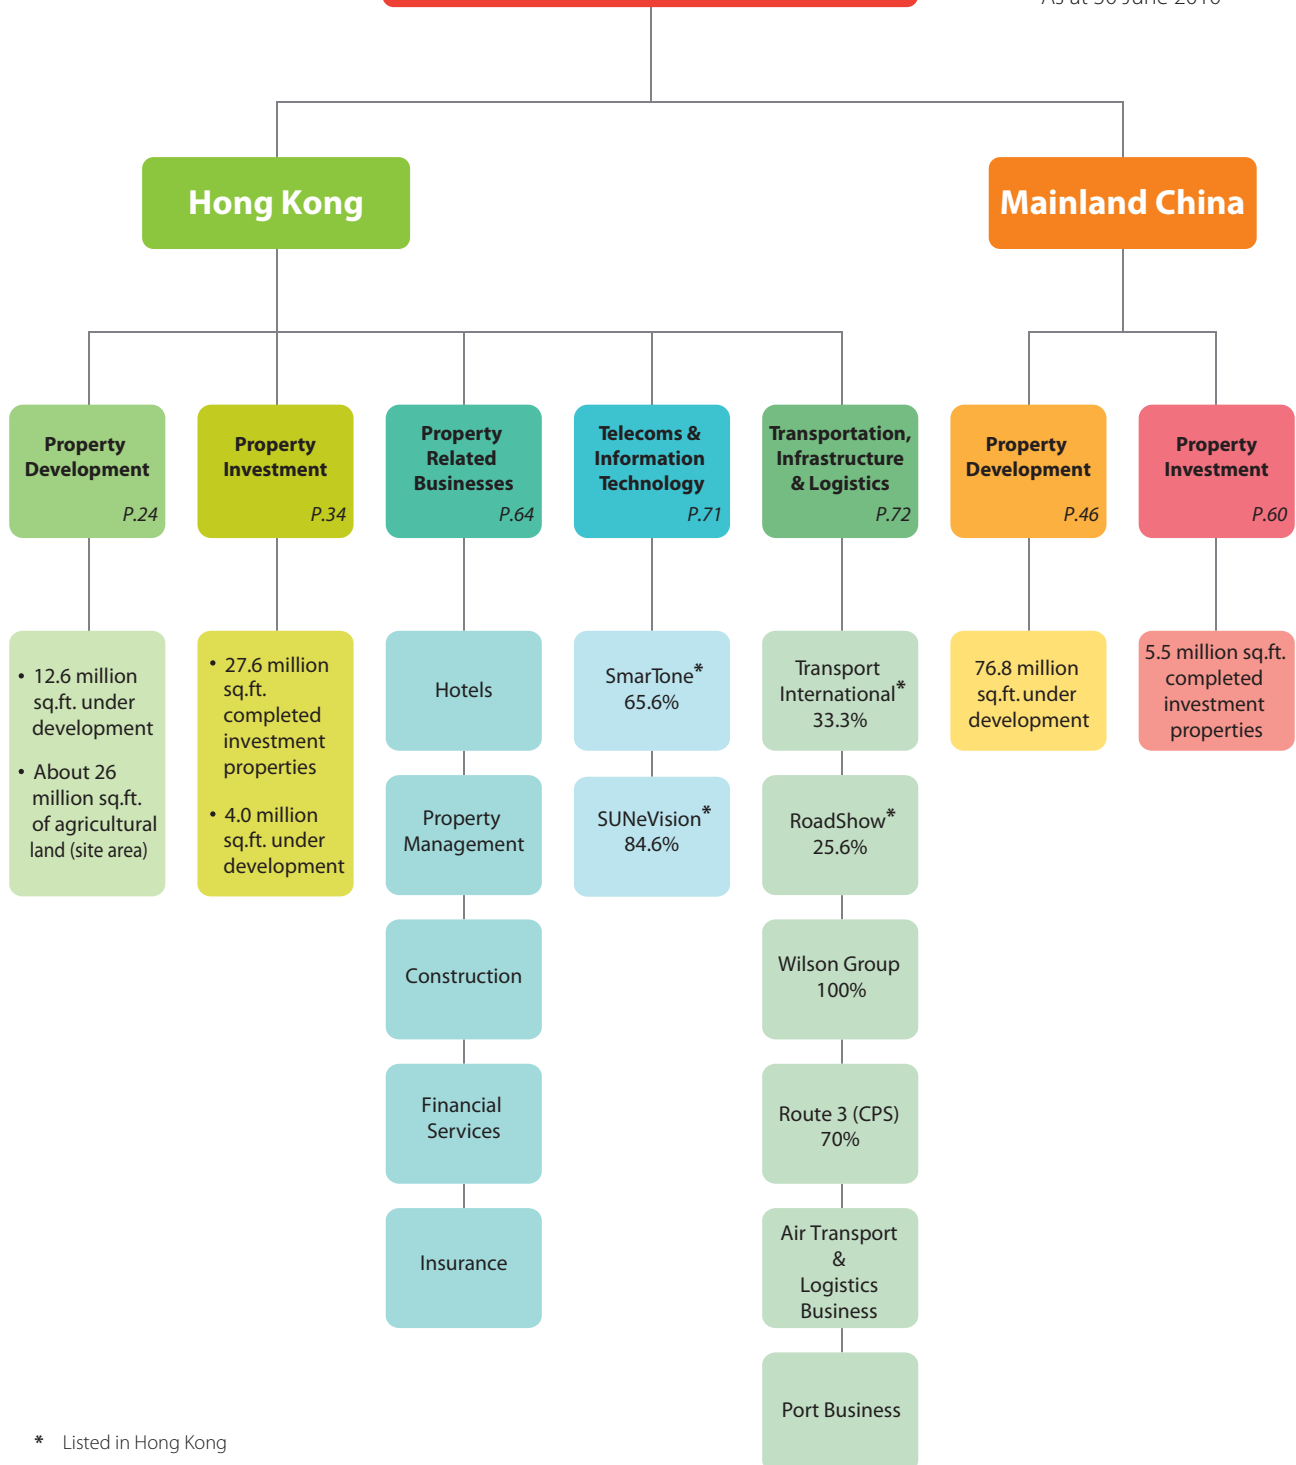 Hong Kong
Mainland China
Property
Development
P.24
Property
Investment
P.34
Property
Related
Businesses
P.64
Telecoms &
Information
Technology
P.71
Transportation,
Infrastructure
& Logistics
P.72
Property
Development
P.46
Property
Investment
P.60
• 12.6 million
sq.ft. under
development
• About 26
million sq.ft.
of agricultural
land (site area)
• 27.6 million
sq.ft.
completed
investment
properties
• 4.0 million
sq.ft. under
development
Hotels
Property
Management
Construction
Financial
Services
Insurance
SmarTone*
65.6%
SUNeVision*
84.6%
Transport
International*
33.3%
RoadShow*
25.6%
Wilson Group
100%
Route 3 (CPS)
70%
Air Transport
&
Logistics
Business
Port Business
76.8 million
sq.ft. under
development
5.5 million sq.ft.
completed
investment
properties
* Listed in Hong Kong